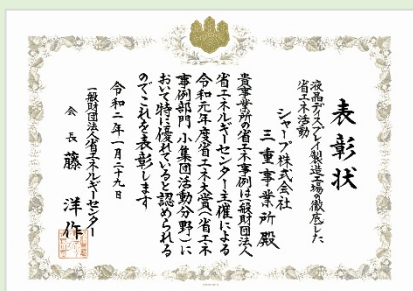 表彰状
液晶ディスプレイ製造工場の徹底した
省エネ活動
シャープ株式会社
三重事業所殿
貴事業所の省エネ事例は一般財団法人
省エネルギーセンター主催による
令和元年度省エネ大賞（省エネ
事例部門 小集団活動分野）に
おいて特に優れていると認められる
のでこれを表彰します
令和二年一月二十九日
一般財団法人省エネルギーセンター
会長 藤 洋作